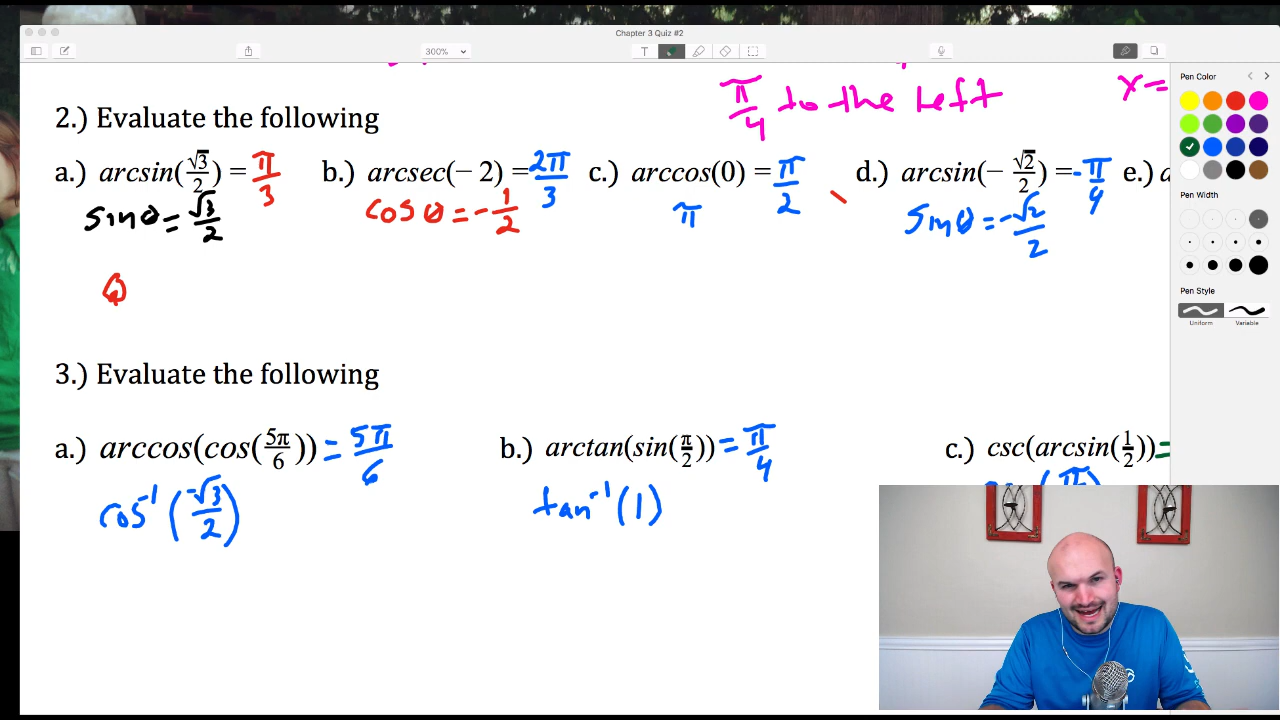 Chapter 3 Quiz #2
300%
T
π/4 to the left
x=
2.) Evaluate the following
a.) arcsin(√3/2) = π/3 b.) arcsec(− 2) = 2π/3 c.) arccos(0) = π/2 d.) arcsin(− √2/2) = -π/4 e.) a
sinθ = √3/2 cosθ = -1/2 π sinθ = -√2/2
3.) Evaluate the following
a.) arccos(cos(5π/6)) = 5π/6 b.) arctan(sin(π/2)) = π/4 c.) csc(arcsin(1/2)) =
cos⁻¹(-√3/2) tan⁻¹(1)
Pen Color
Pen Width
Pen Style
Uniform Variable